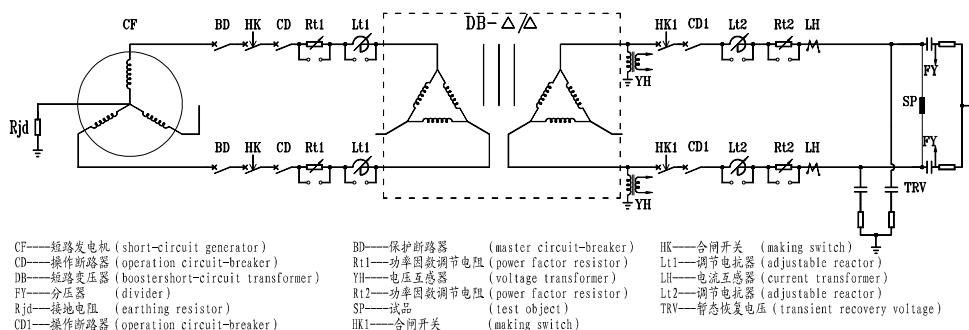 CF BD HK CD Rt1 Lt1 DB-△/△ HK1 CD1 Lt2 Rt2 LH
FY
YH
SP
Rjd
FY
BD HK CD Rt1 Lt1 HK1 CD1 Lt2 Rt2 LH
TRV
YH
CF----短路发电机 (short-circuit generator) BD----保护断路器 (master circuit-breaker) HK----合闸开关 (making switch)
CD----操作断路器 (operation circuit-breaker) Rt1---功率因数调节电阻 (power factor resistor) Lt1---调节电抗器 (adjustable reactor)
DB----短路变压器 (boostershort-circuit transformer) YH----电压互感器 (voltage transformer) LH----电流互感器 (current transformer)
FY----分压器 (divider) Rt2---功率因数调节电阻 (power factor resistor) Lt2---调节电抗器 (adjustable reactor)
Rjd---接地电阻 (earthing resistor) SP----试品 (test object) TRV---暂态恢复电压 (transient recovery voltage)
CD1---操作断路器 (operation circuit-breaker) HK1----合闸开关 (making switch)